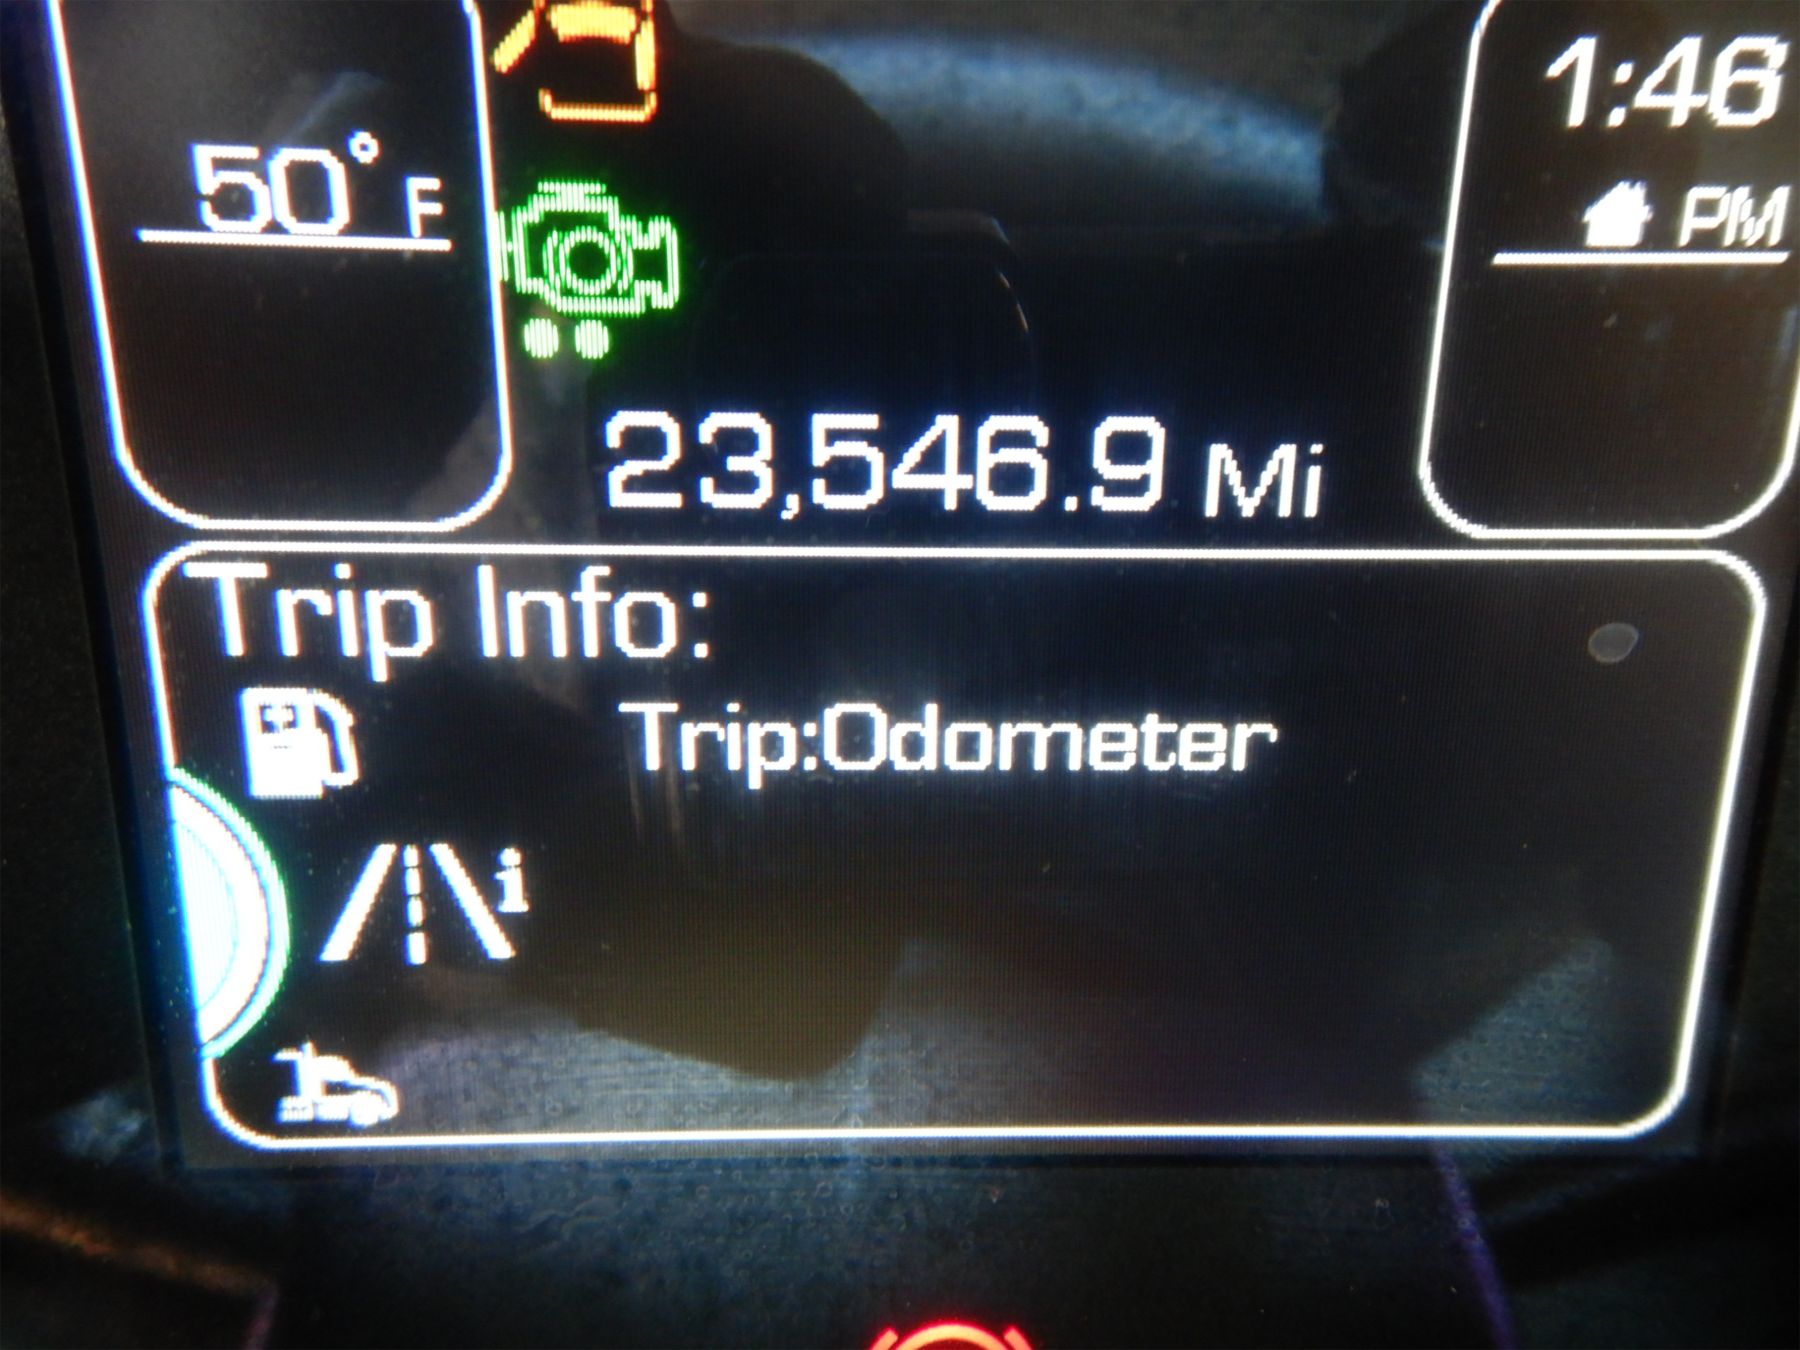 50° F
1:46
PM
23,546.9 Mi
Trip Info:
Trip:Odometer
i